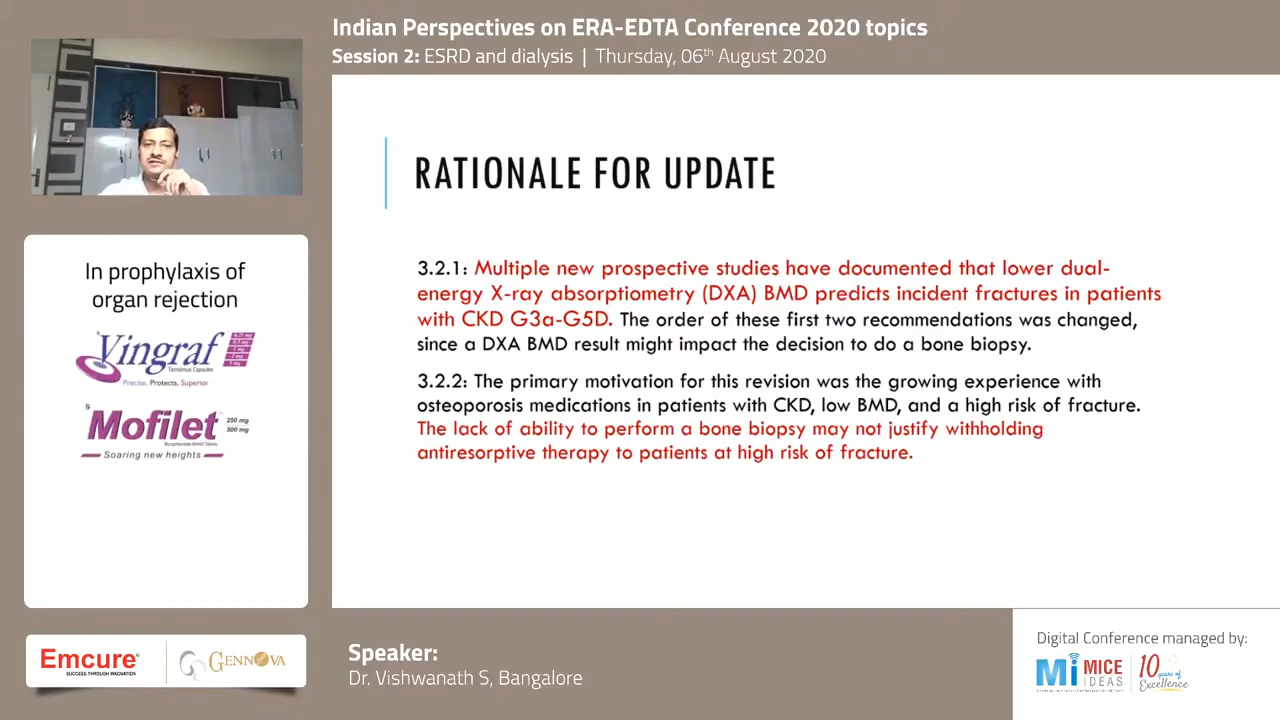 Indian Perspectives on ERA-EDTA Conference 2020 topics
Session 2: ESRD and dialysis | Thursday, 06th August 2020
RATIONALE FOR UPDATE
3.2.1: Multiple new prospective studies have documented that lower dual-
energy X-ray absorptiometry (DXA) BMD predicts incident fractures in patients
with CKD G3a-G5D. The order of these first two recommendations was changed,
since a DXA BMD result might impact the decision to do a bone biopsy.
3.2.2: The primary motivation for this revision was the growing experience with
osteoporosis medications in patients with CKD, low BMD, and a high risk of fracture.
The lack of ability to perform a bone biopsy may not justify withholding
antiresorptive therapy to patients at high risk of fracture.
In prophylaxis of
organ rejection
Vingraf
Tacrolimus Capsules
Precise, Protects, Superior
Mofilet
250 mg
500 mg
Soaring new heights
Emcure
SUCCESS THROUGH INNOVATION
GENNOVA
Speaker:
Dr. Vishwanath S, Bangalore
Digital Conference managed by:
Mi MICE
IDEAS
10 years of
Excellence